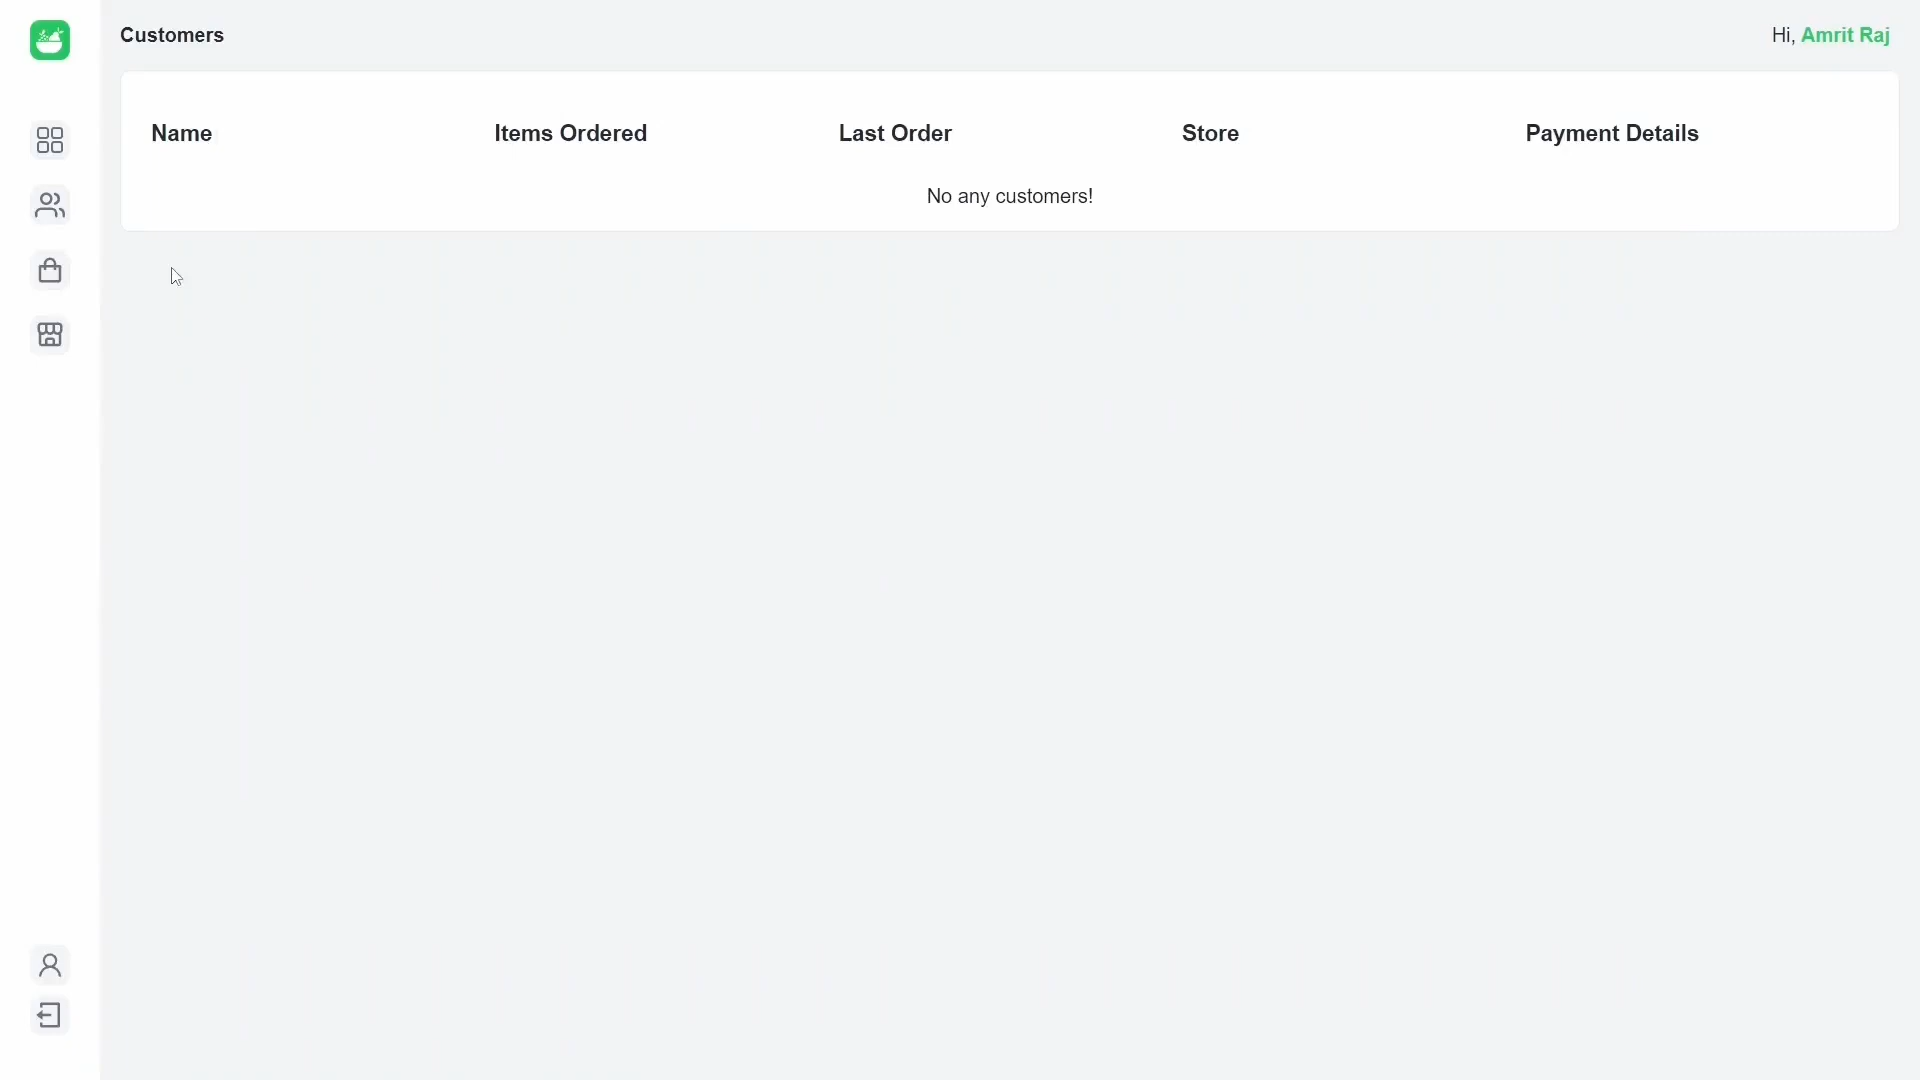 Customers
Hi, Amrit Raj
Name Items Ordered Last Order Store Payment Details
No any customers!